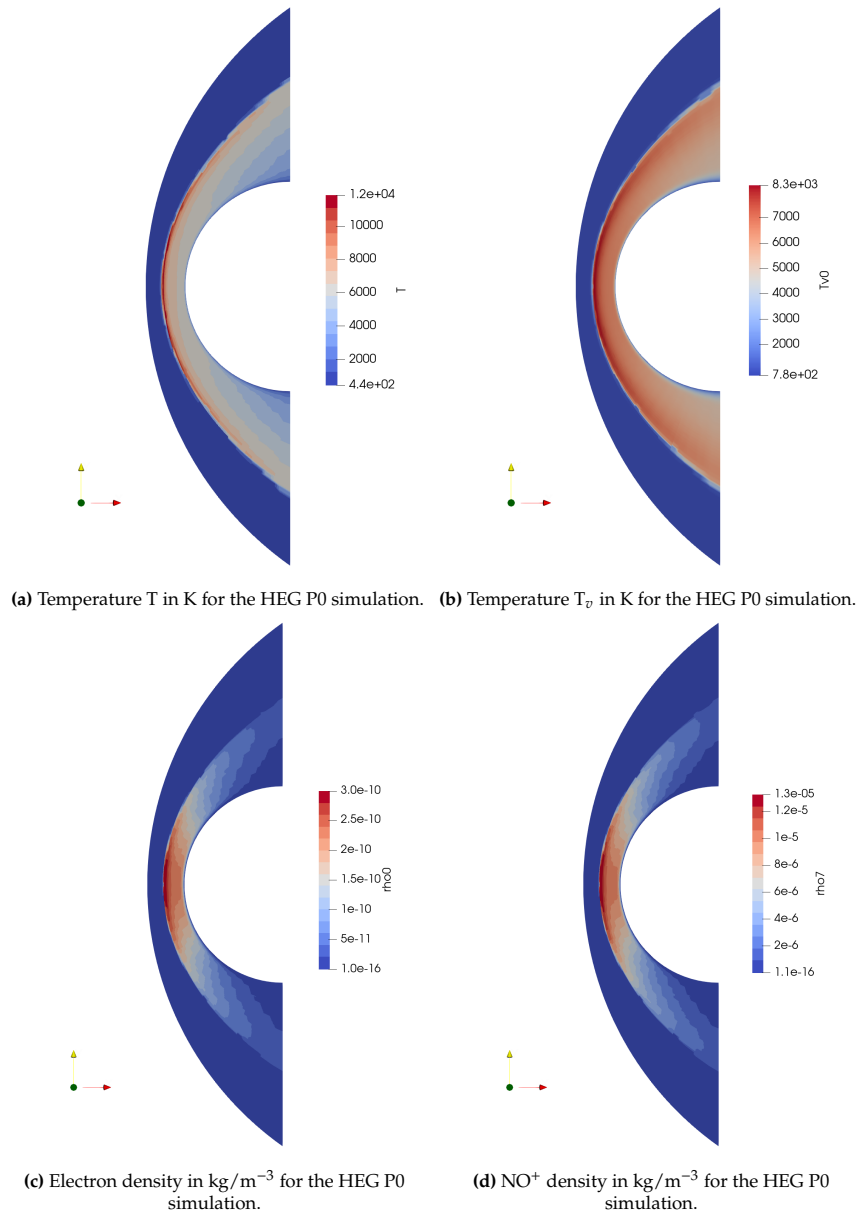 1.2e+04
10000
8000
6000
4000
2000
4.4e+02
T
8.3e+03
7000
6000
5000
4000
3000
2000
7.8e+02
Tv0
(a) Temperature T in K for the HEG P0 simulation.
(b) Temperature Tᵥ in K for the HEG P0 simulation.
3.0e-10
2.5e-10
2e-10
1.5e-10
1e-10
5e-11
1.0e-16
rho0
1.3e-05
1.2e-5
1e-5
8e-6
6e-6
4e-6
2e-6
1.1e-16
rho7
(c) Electron density in kg/m⁻³ for the HEG P0
simulation.
(d) NO⁺ density in kg/m⁻³ for the HEG P0
simulation.